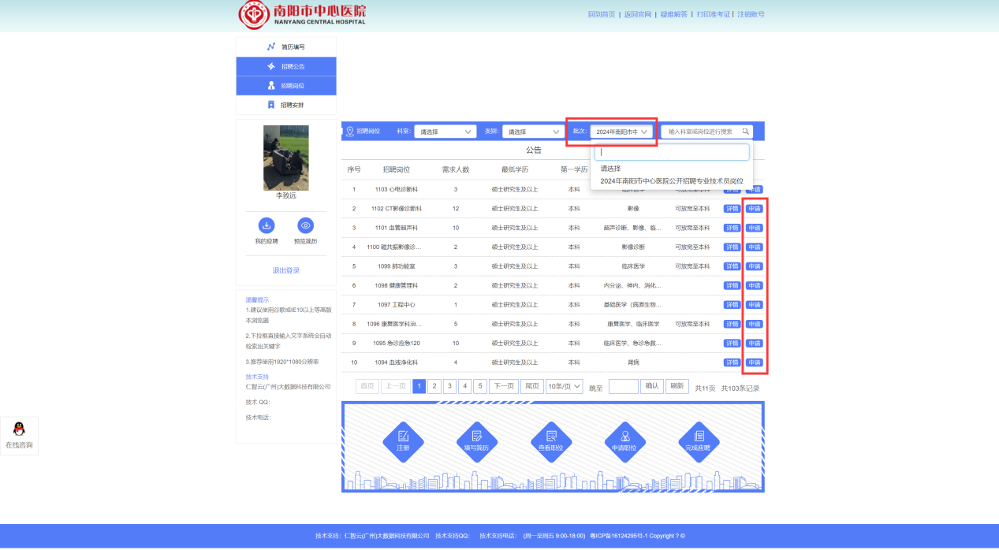 南阳市中心医院
NANYANG CENTRAL HOSPITAL
回到首页 | 返回官网 | 疑难解答 | 打印准考证 | 注销账号
简历填写
招聘公告
招聘岗位
招聘安排
李致远
我的应聘 预览简历
退出登录
温馨提示
1.建议使用谷歌或IE10以上等高版
本浏览器
2.下拉框直接输入文字系统会自动
检索出关键字
3.推荐使用1920*1080分辨率
技术支持
仁智云(广州)大数据科技有限公司
技术 QQ：
技术电话：
招聘岗位 科室： 请选择 类别： 请选择 批次： 2024年南阳市中 输入科室或岗位进行搜索
公告
请选择
2024年南阳市中心医院公开招聘专业技术员岗位
序号 招聘岗位 需求人数 最低学历 第一学历
1 1103 心电诊断科 3 硕士研究生及以上 本科 临床医学 可放宽至本科 详情 申请
2 1102 CT影像诊断科 12 硕士研究生及以上 本科 影像 可放宽至本科 详情 申请
3 1101 血管超声科 10 硕士研究生及以上 本科 超声诊断、影像、临... 可放宽至本科 详情 申请
4 1100 磁共振影像诊... 2 硕士研究生及以上 本科 影像诊断 可放宽至本科 详情 申请
5 1099 肺功能室 3 硕士研究生及以上 本科 临床医学 可放宽至本科 详情 申请
6 1098 健康管理科 2 硕士研究生及以上 本科 内分泌、神内、消化... 详情 申请
7 1097 工程中心 1 硕士研究生及以上 本科 基础医学（病原生物... 详情 申请
8 1096 康复医学科治... 5 硕士研究生及以上 本科 康复医学、临床医学 可放宽至本科 详情 申请
9 1095 急诊应急120 10 硕士研究生及以上 本科 临床医学、急诊急救... 详情 申请
10 1094 血液净化科 4 硕士研究生及以上 本科 肾病 详情 申请
首页 上一页 1 2 3 4 5 下一页 尾页 10条/页 跳至 确认 刷新 共11页 共103条记录
注册 填写简历 查看职位 申请职位 完成应聘
在线咨询
技术支持：仁智云(广州)大数据科技有限公司 技术支持QQ： 技术支持电话： (周一至周五 9:00-18:00) 粤ICP备16124295号-1 Copyright ? ©